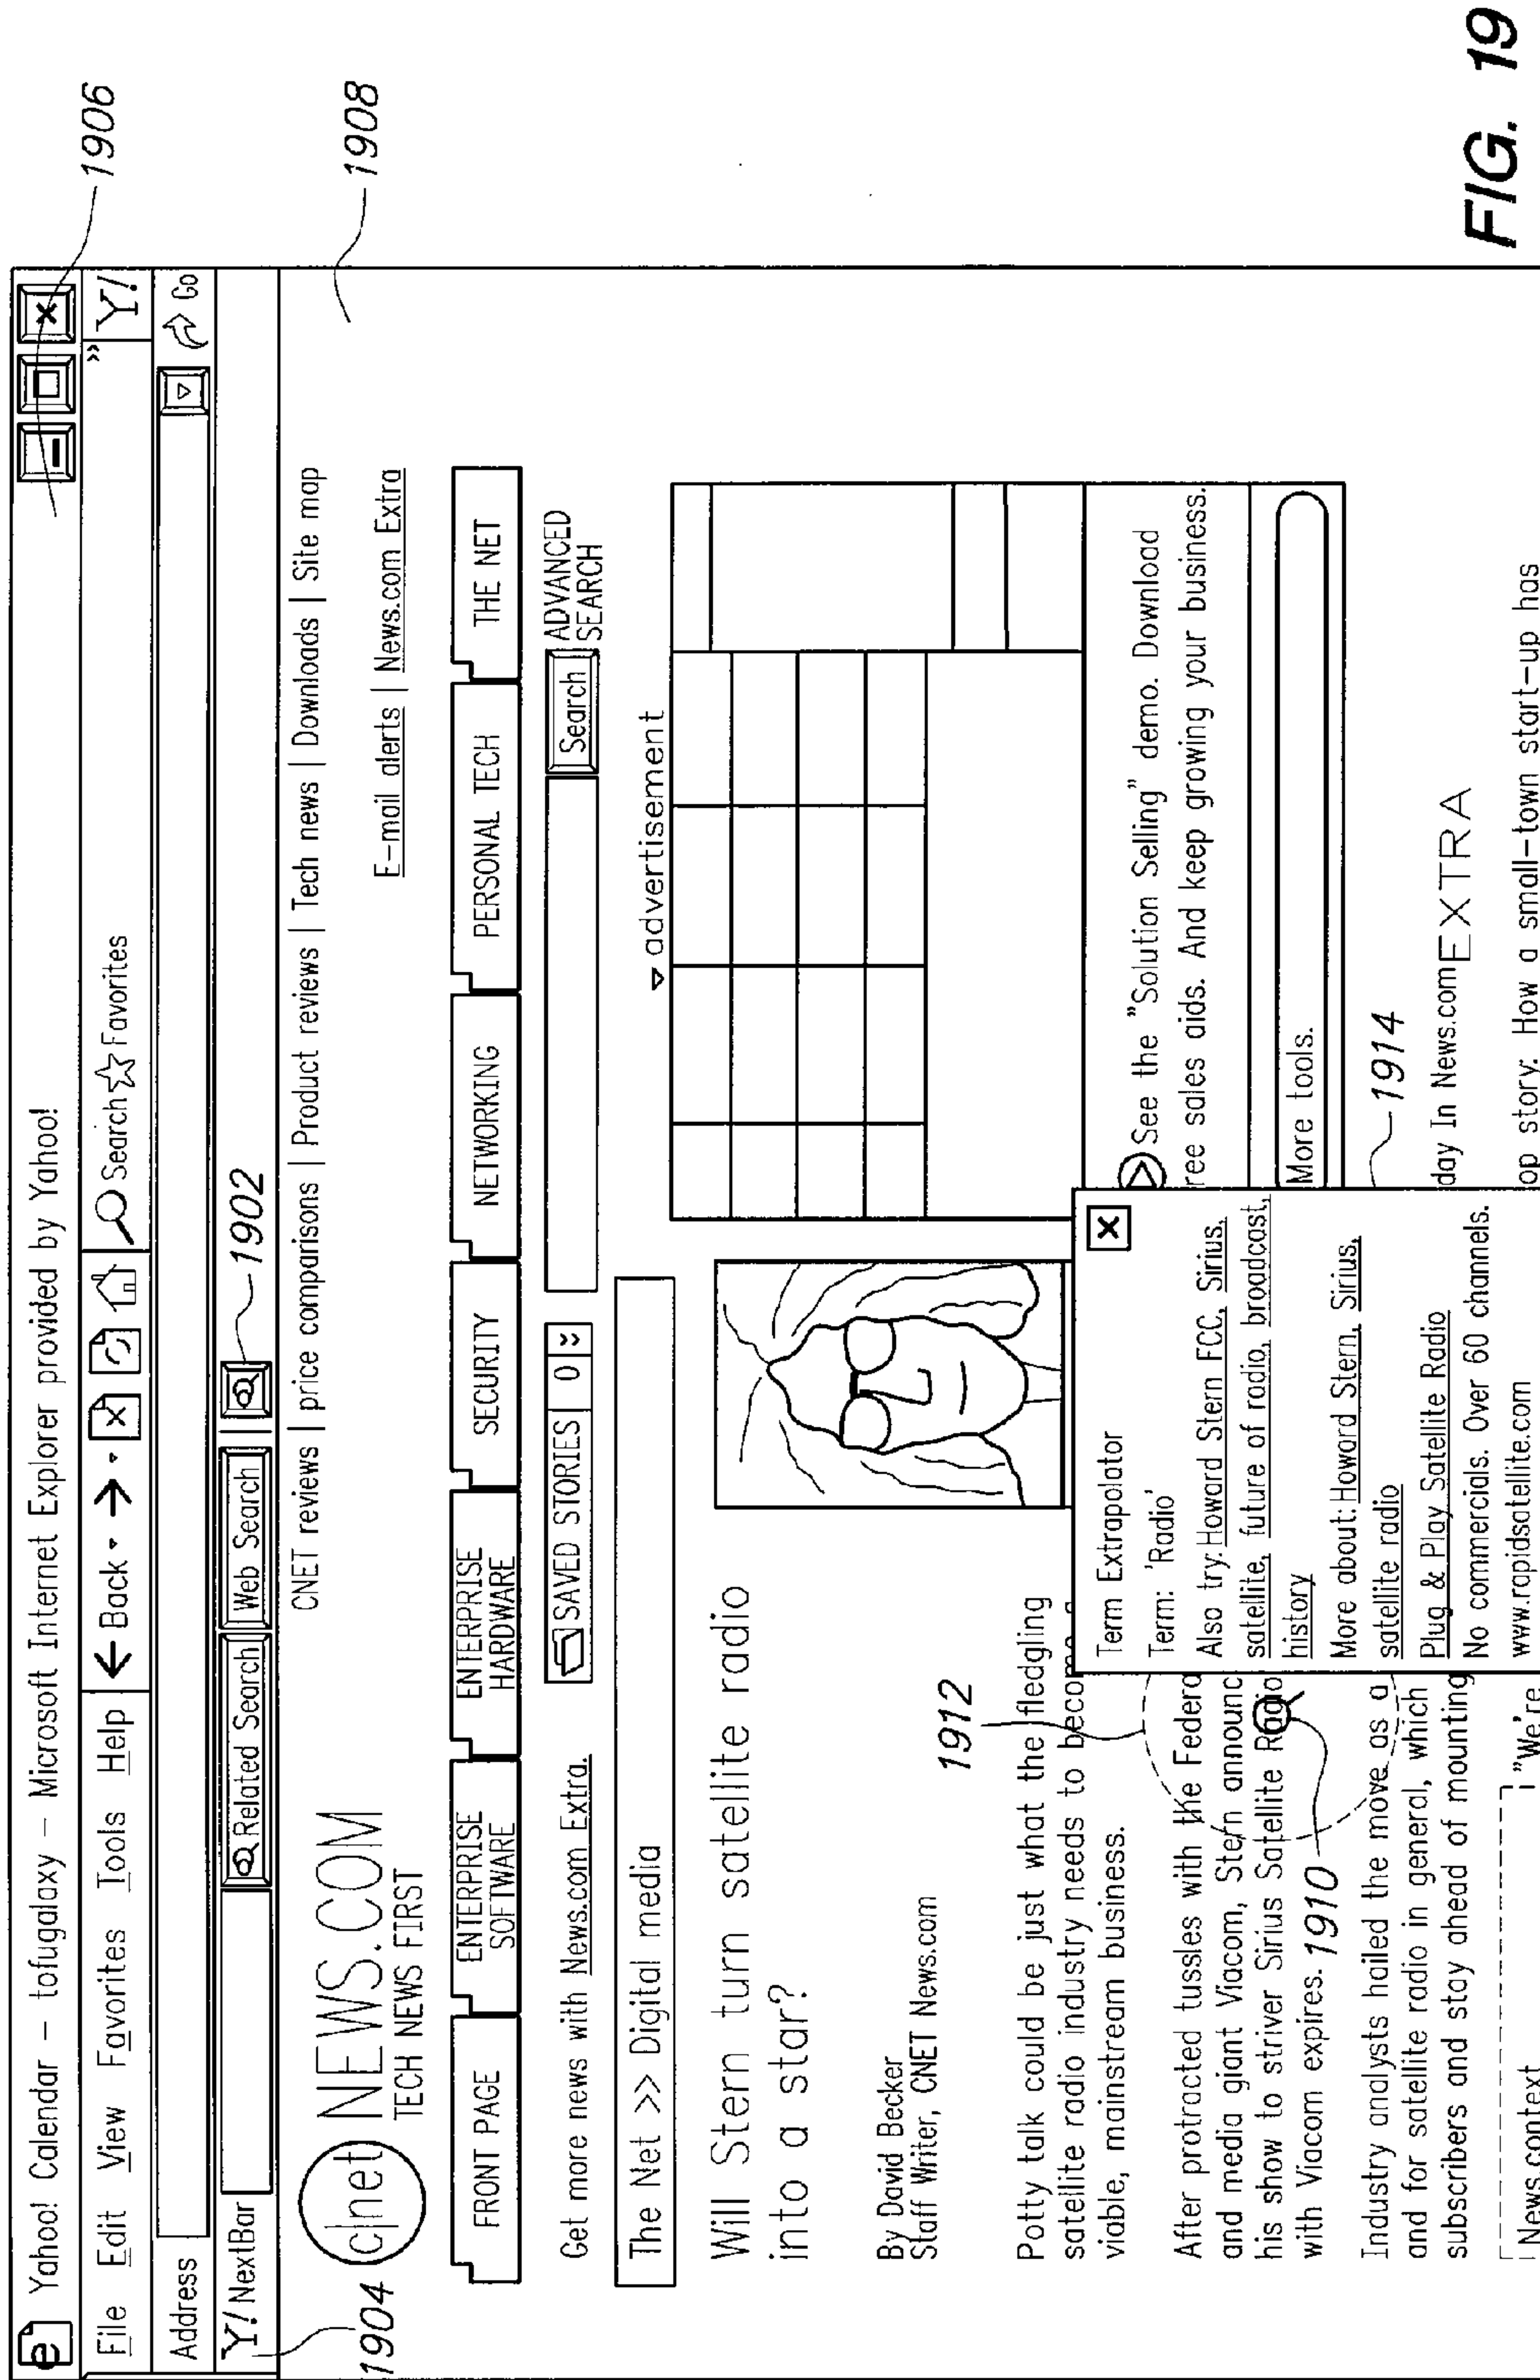 Yahoo! Calendar – tofugalaxy – Microsoft Internet Explorer provided by Yahoo!
1906
File Edit View Favorites Tools Help Back Search Favorites » Y!
Address Go
Y! NextBar Related Search Web Search
1902
1904
CNET reviews | price comparisons | Product reviews | Tech news | Downloads | Site map
1908
c|net NEWS.COM
TECH NEWS FIRST
E–mail alerts | News.com Extra
FRONT PAGE
ENTERPRISE SOFTWARE
ENTERPRISE HARDWARE
SECURITY
NETWORKING
PERSONAL TECH
THE NET
Get more news with News.com Extra.
SAVED STORIES 0
Search
ADVANCED SEARCH
The Net >> Digital media
advertisement
Will Stern turn satellite radio
into a star?
By David Becker
Staff Writer, CNET News.com
Potty talk could be just what the fledgling
satellite radio industry needs to become
viable, mainstream business.
1912
After protracted tussles with the Federa
and media giant Viacom, Stern announc
his show to striver Sirius Satellite Radio
with Viacom expires.
1910
Industry analysts hailed the move as a
and for satellite radio in general, which
subscribers and stay ahead of mounting
News.context
"We're
See the "Solution Selling" demo. Download
ree sales aids. And keep growing your business.
More tools.
Term Extrapolator
Term: 'Radio'
Also try:Howard Stern FCC, Sirius,
satellite, future of radio, broadcast,
history
More about:Howard Stern, Sirius,
satellite radio
Plug & Play Satellite Radio
No commercials. Over 60 channels.
www.rapidsatellite.com
1914
day In News.com EXTRA
op story: How a small–town start–up has
FIG. 19